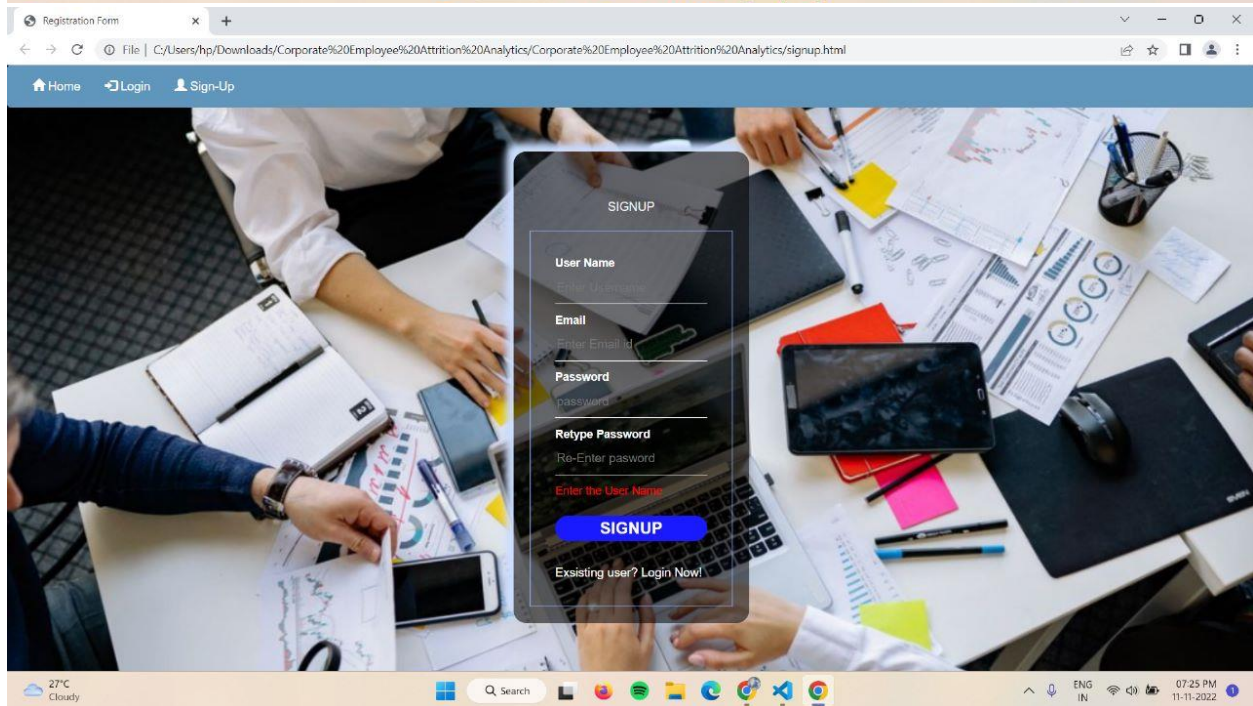 Registration Form
File | C:/Users/hp/Downloads/Corporate%20Employee%20Attrition%20Analytics/Corporate%20Employee%20Attrition%20Analytics/signup.html
Home Login Sign-Up
SIGNUP
User Name
Enter Username
Email
Enter Email id
Password
password
Retype Password
Re-Enter pasword
Enter the User Name
SIGNUP
Exsisting user? Login Now!
27°C
Cloudy
Search
ENG
IN
07:25 PM
11-11-2022
1